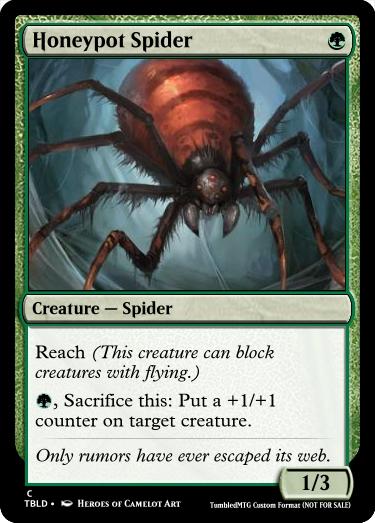 Honeypot Spider
Creature — Spider
Reach (This creature can block
creatures with flying.)
, Sacrifice this: Put a +1/+1
counter on target creature.
Only rumors have ever escaped its web.
1/3
C
TBLD • Heroes of Camelot Art
TumbledMTG Custom Format (NOT FOR SALE)